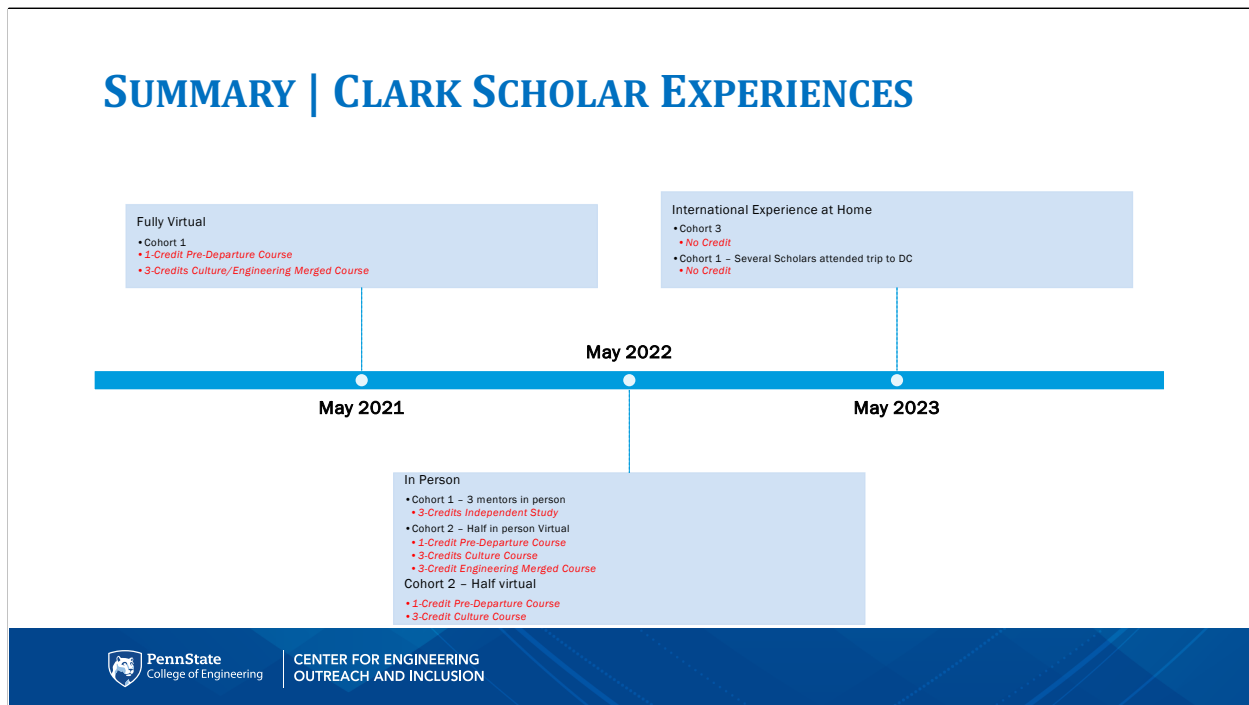 SUMMARY | CLARK SCHOLAR EXPERIENCES
Fully Virtual
•Cohort 1
•1-Credit Pre-Departure Course
•3-Credits Culture/Engineering Merged Course
International Experience at Home
•Cohort 3
•No Credit
•Cohort 1 – Several Scholars attended trip to DC
•No Credit
May 2022
May 2021
May 2023
In Person
•Cohort 1 – 3 mentors in person
•3-Credits Independent Study
•Cohort 2 – Half in person Virtual
•1-Credit Pre-Departure Course
•3-Credits Culture Course
•3-Credit Engineering Merged Course
Cohort 2 – Half virtual
•1-Credit Pre-Departure Course
•3-Credit Culture Course
PennState
College of Engineering
CENTER FOR ENGINEERING
OUTREACH AND INCLUSION